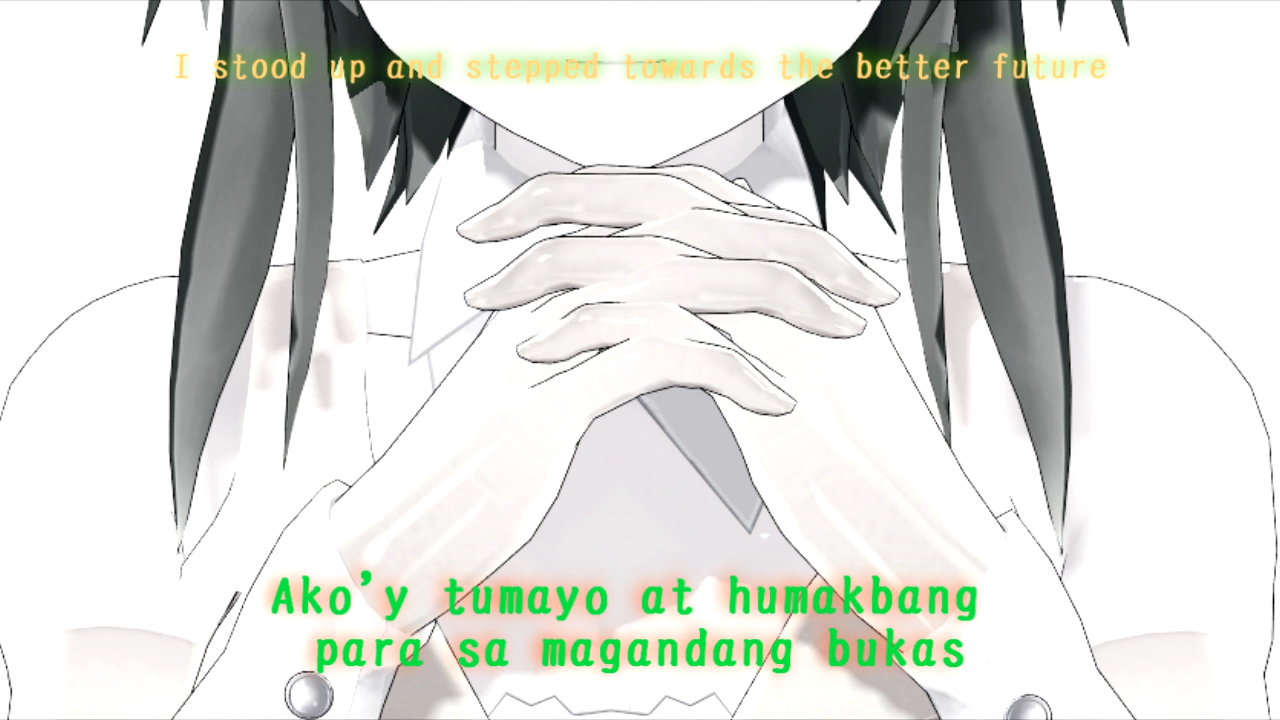 I stood up and stepped towards the better future
Ako'y tumayo at humakbang
para sa magandang bukas